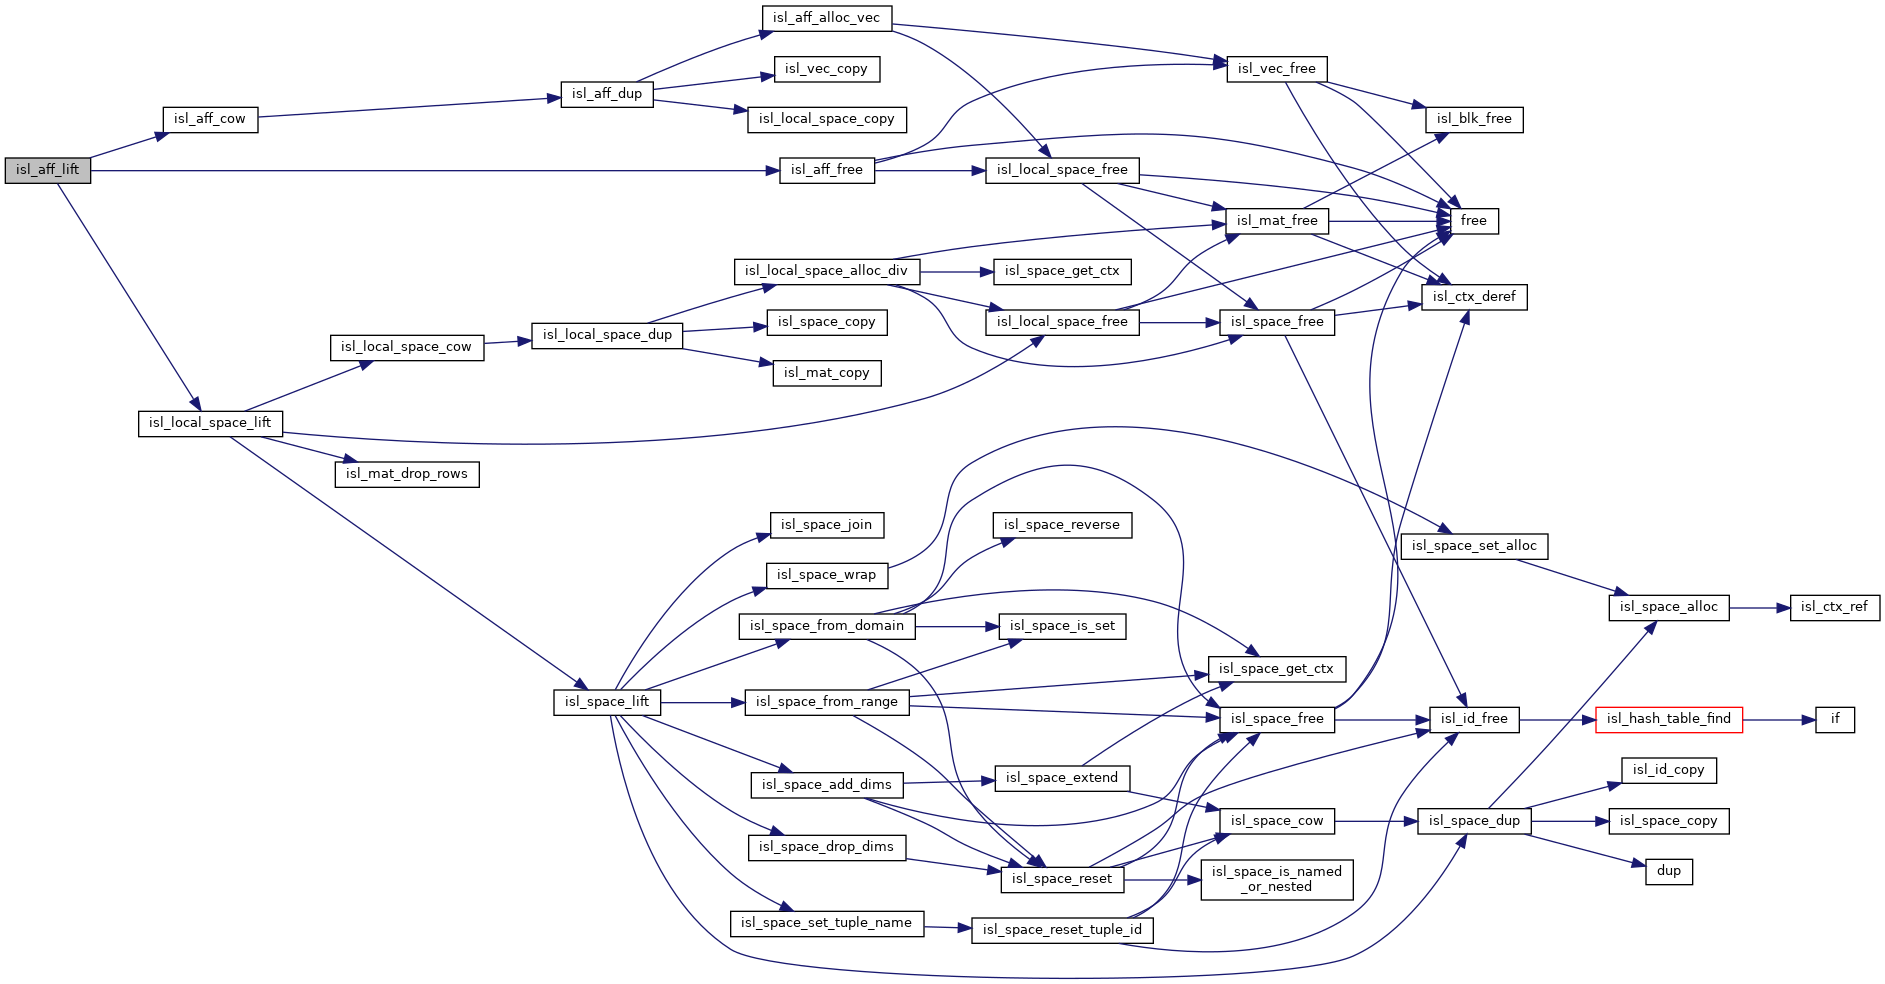 isl_aff_alloc_vec
isl_vec_copy
isl_vec_free
isl_aff_dup
isl_aff_cow
isl_local_space_copy
isl_blk_free
isl_aff_lift
isl_aff_free
isl_local_space_free
isl_mat_free
free
isl_local_space_alloc_div
isl_space_get_ctx
isl_ctx_deref
isl_space_copy
isl_local_space_free
isl_space_free
isl_local_space_dup
isl_local_space_cow
isl_mat_copy
isl_local_space_lift
isl_mat_drop_rows
isl_space_join
isl_space_reverse
isl_space_set_alloc
isl_space_wrap
isl_space_alloc
isl_ctx_ref
isl_space_from_domain
isl_space_is_set
isl_space_get_ctx
isl_space_lift
isl_space_from_range
isl_space_free
isl_id_free
isl_hash_table_find
if
isl_space_add_dims
isl_space_extend
isl_id_copy
isl_space_cow
isl_space_dup
isl_space_copy
isl_space_drop_dims
isl_space_reset
isl_space_is_named
_or_nested
dup
isl_space_set_tuple_name
isl_space_reset_tuple_id